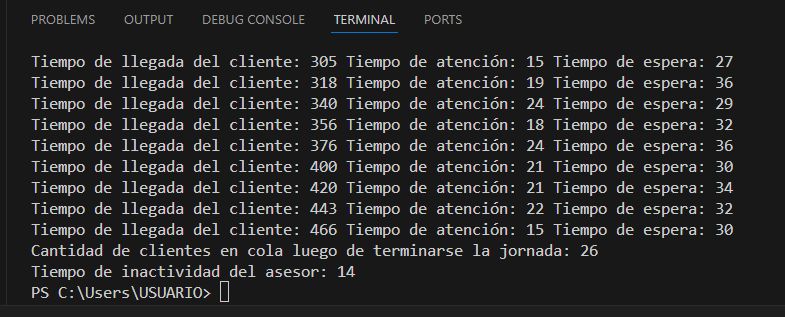 PROBLEMS OUTPUT DEBUG CONSOLE TERMINAL PORTS
Tiempo de llegada del cliente: 305 Tiempo de atención: 15 Tiempo de espera: 27
Tiempo de llegada del cliente: 318 Tiempo de atención: 19 Tiempo de espera: 36
Tiempo de llegada del cliente: 340 Tiempo de atención: 24 Tiempo de espera: 29
Tiempo de llegada del cliente: 356 Tiempo de atención: 18 Tiempo de espera: 32
Tiempo de llegada del cliente: 376 Tiempo de atención: 24 Tiempo de espera: 36
Tiempo de llegada del cliente: 400 Tiempo de atención: 21 Tiempo de espera: 30
Tiempo de llegada del cliente: 420 Tiempo de atención: 21 Tiempo de espera: 34
Tiempo de llegada del cliente: 443 Tiempo de atención: 22 Tiempo de espera: 32
Tiempo de llegada del cliente: 466 Tiempo de atención: 15 Tiempo de espera: 30
Cantidad de clientes en cola luego de terminarse la jornada: 26
Tiempo de inactividad del asesor: 14
PS C:\Users\USUARIO>